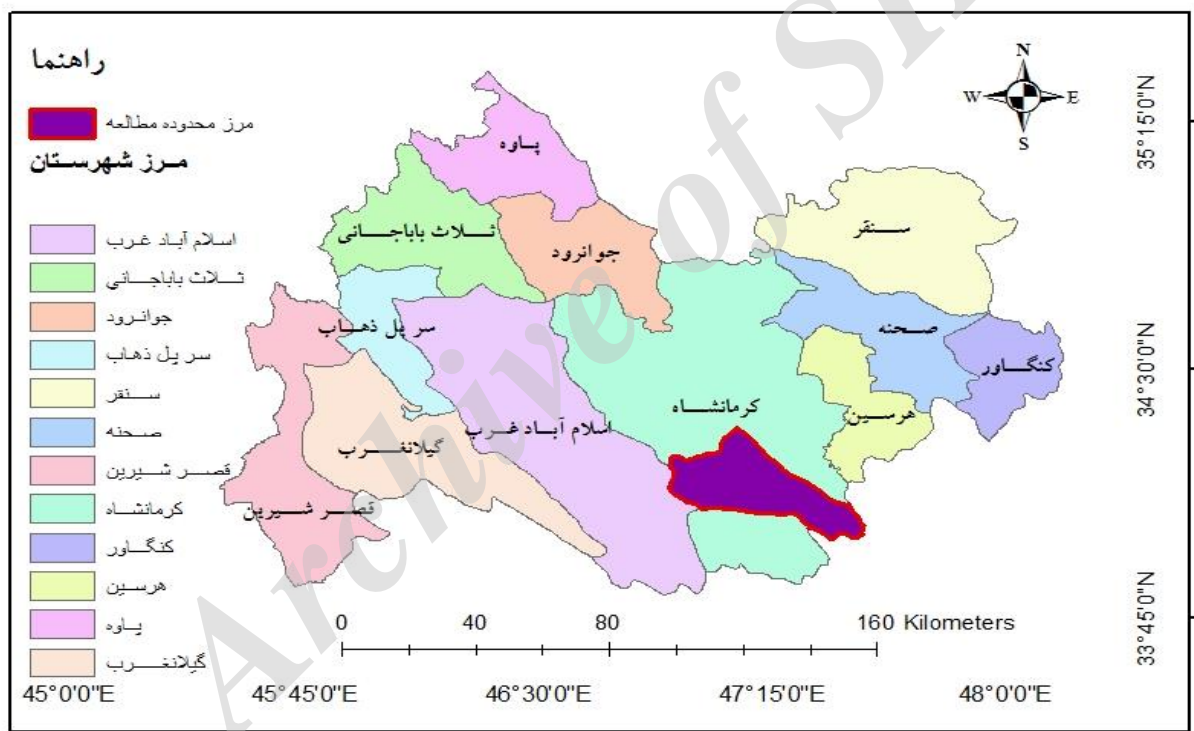 راهنما
مرز محدوده مطالعه
مرز شهرستان
اسلام آباد غرب
ثلاث باباجانی
جوانرود
سر پل ذهاب
سنقر
صحنه
قصر شیرین
کرمانشاه
کنگاور
هرسین
پاوه
گیلانغرب
N
W
E
S
پاوه
ثلاث باباجانی
جوانرود
سنقر
سر پل ذهاب
صحنه
کنگاور
کرمانشاه
هرسین
اسلام آباد غرب
گیلانغرب
قصر شیرین
0 40 80 160 Kilometers
45°0'0"E 45°45'0"E 46°30'0"E 47°15'0"E 48°0'0"E
35°15'0"N
34°30'0"N
33°45'0"N
Archive of SI